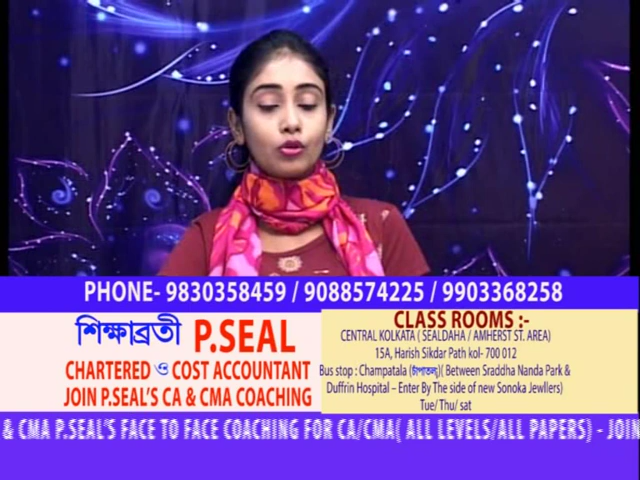 PHONE- 9830358459 / 9088574225 / 9903368258
শিক্ষাব্রতী P.SEAL
CHARTERED ও COST ACCOUNTANT
JOIN P.SEAL'S CA & CMA COACHING
CLASS ROOMS :-
CENTRAL KOLKATA ( SEALDAHA / AMHERST ST. AREA)
15A, Harish Sikdar Path kol- 700 012
Bus stop : Champatala (চাঁপাতলা)( Between Sraddha Nanda Park &
Duffrin Hospital – Enter By The side of new Sonoka Jewllers)
Tue/ Thu/ sat
& CMA P.SEAL'S FACE TO FACE COACHING FOR CA/CMA( ALL LEVELS/ALL PAPERS) - JOIN